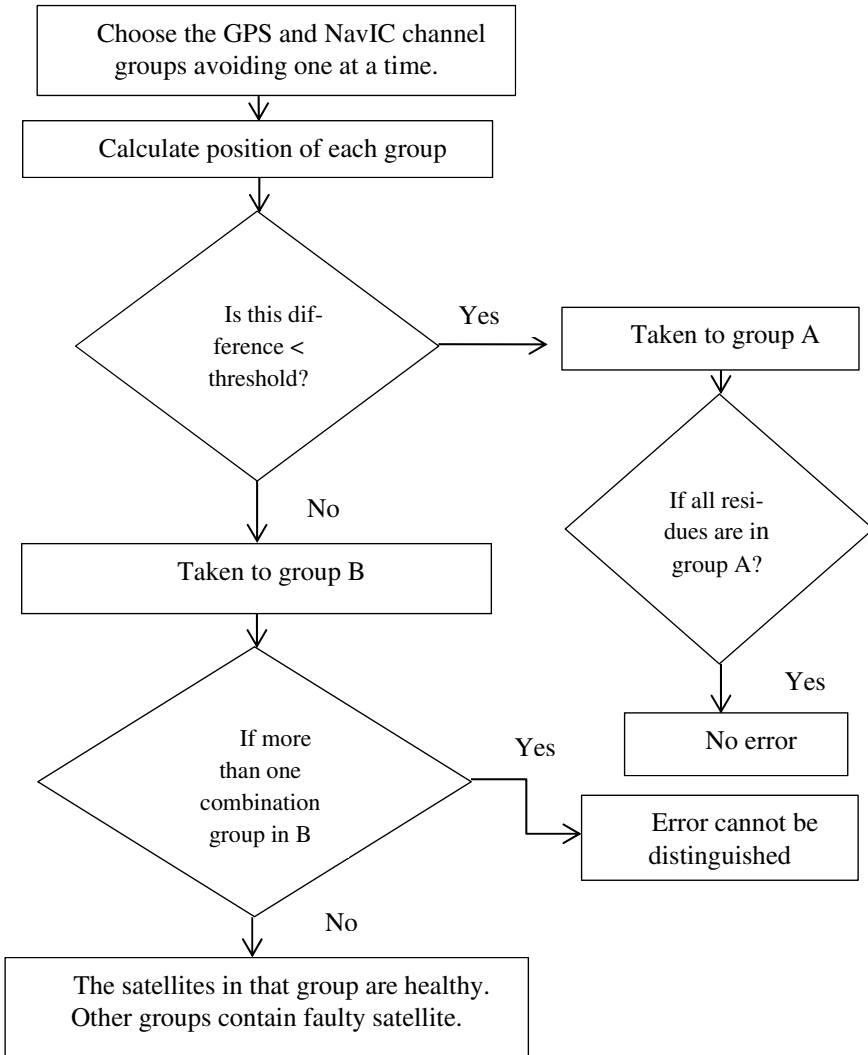 Choose the GPS and NavIC channel
groups avoiding one at a time.
Calculate position of each group
Is this dif-
ference <
threshold?
Yes
Taken to group A
No
If all resi-
dues are in
group A?
Taken to group B
Yes
No error
If more
than one
combination
group in B
Yes
Error cannot be
distinguished
No
The satellites in that group are healthy.
Other groups contain faulty satellite.